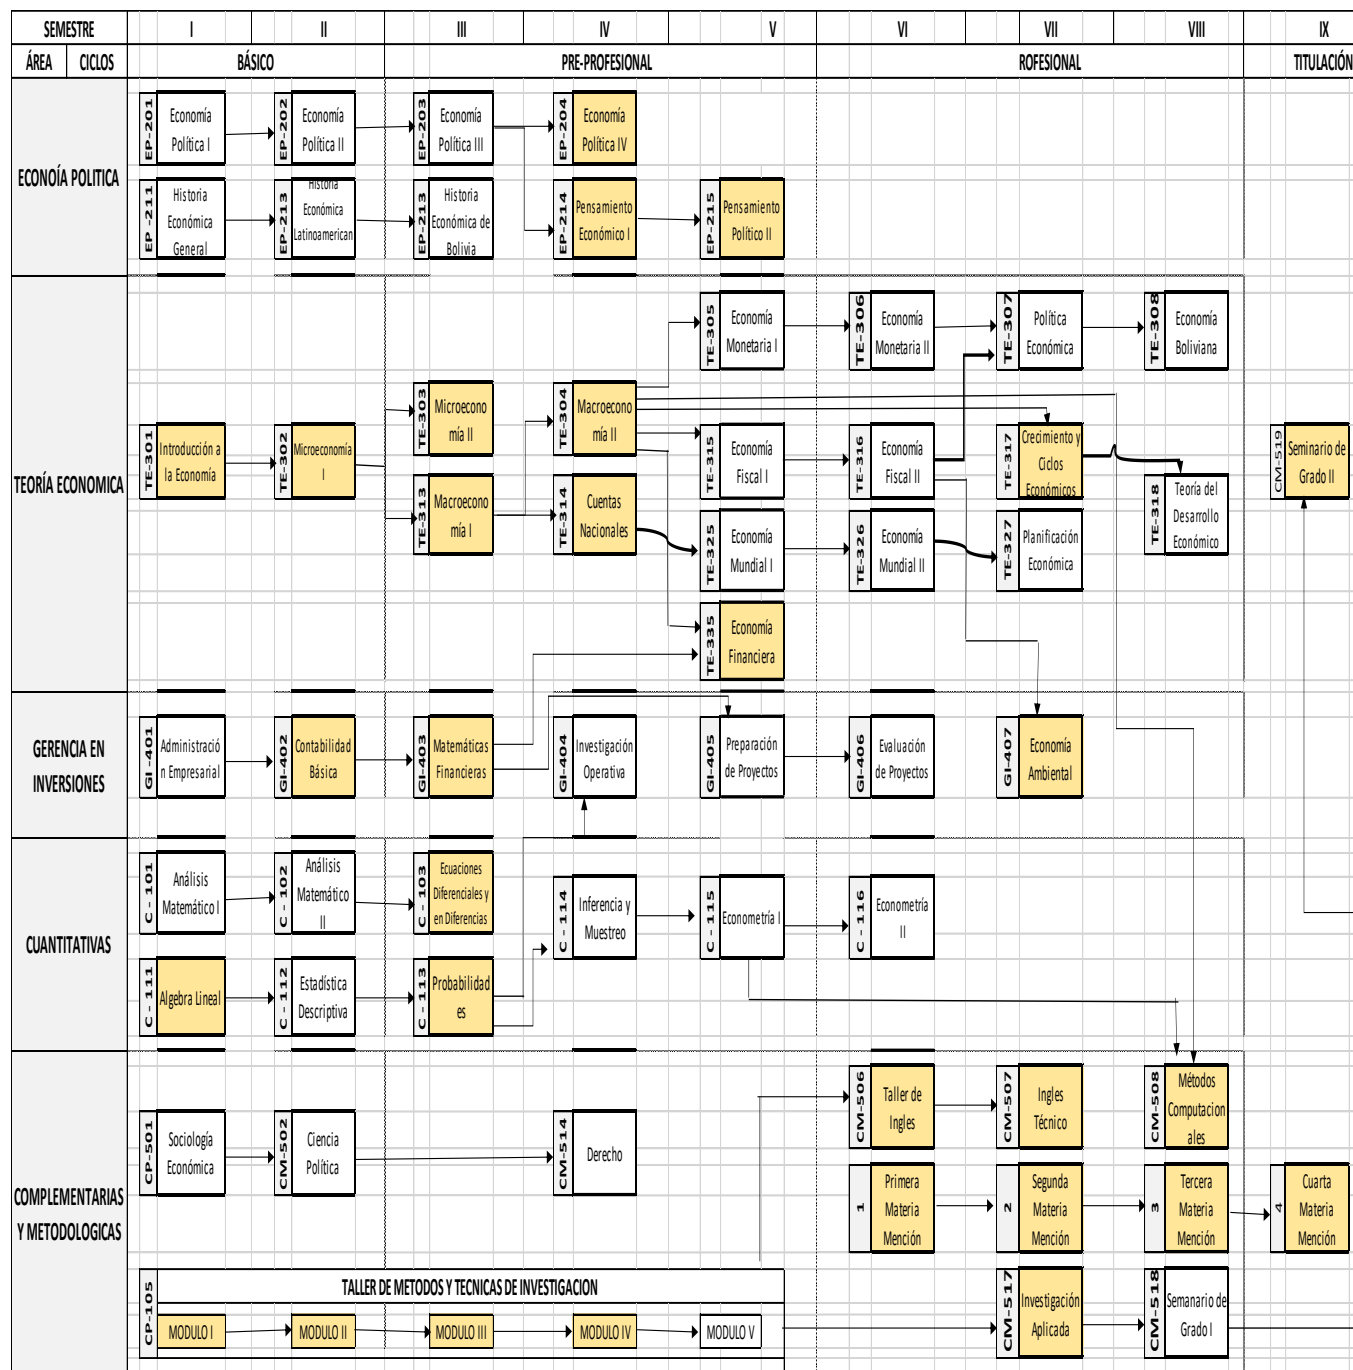 SEMESTRE I II III IV V VI VII VIII IX
ÁREA CICLOS BÁSICO PRE-PROFESIONAL ROFESIONAL TITULACIÓN
ECONOÍA POLITICA
EP-201
Economía
Política I
EP-202
Economía
Política II
EP-203
Economía
Política III
EP-204
Economía
Política IV
EP -211
Historia
Económica
General
EP-213
Historia
Económica
Latinoamerican
EP-213
Historia
Económica de
Bolivia
EP-214
Pensamiento
Económico I
EP-215
Pensamiento
Político II
TEORÍA ECONOMICA
TE-305
Economía
Monetaria I
TE-306
Economía
Monetaria II
TE-307
Política
Económica
TE-308
Economía
Boliviana
TE-301
Introducción a
la Economía
TE-302
Microeconomía
I
TE-303
Microecono
mía II
TE-304
Macroecono
mía II
TE-315
Economía
Fiscal I
TE-316
Economía
Fiscal II
TE-317
Crecimiento y
Ciclos
Económicos
CM-519
Seminario de
Grado II
TE-313
Macroecono
mía I
TE-314
Cuentas
Nacionales
TE-325
Economía
Mundial I
TE-326
Economía
Mundial II
TE-327
Planificación
Económica
TE-318
Teoría del
Desarrollo
Económico
TE-335
Economía
Financiera
GERENCIA EN
INVERSIONES
GI -401
Administració
n Empresarial
GI-402
Contabilidad
Básica
GI-403
Matemáticas
Financieras
GI-404
Investigación
Operativa
GI-405
Preparación
de Proyectos
GI-406
Evaluación
de Proyectos
GI-407
Economía
Ambiental
CUANTITATIVAS
C - 101
Análisis
Matemático I
C - 102
Análisis
Matemático
II
C - 103
Ecuaciones
Diferenciales y
en Diferencias
C - 114
Inferencia y
Muestreo
C - 115
Econometría I
C - 116
Econometría
II
C - 111
Algebra Lineal
C - 112
Estadística
Descriptiva
C - 113
Probabilidad
es
COMPLEMENTARIAS
Y METODOLOGICAS
CM-506
Taller de
Ingles
CM-507
Ingles
Técnico
CM-508
Métodos
Computacion
ales
CP-501
Sociología
Económica
CM-502
Ciencia
Política
CM-514
Derecho
1
Primera
Materia
Mención
2
Segunda
Materia
Mención
3
Tercera
Materia
Mención
4
Cuarta
Materia
Mención
CP-105
TALLER DE METODOS Y TECNICAS DE INVESTIGACION
MODULO I
MODULO II
MODULO III
MODULO IV
MODULO V
CM-517
Investigación
Aplicada
CM-518
Semanario de
Grado I